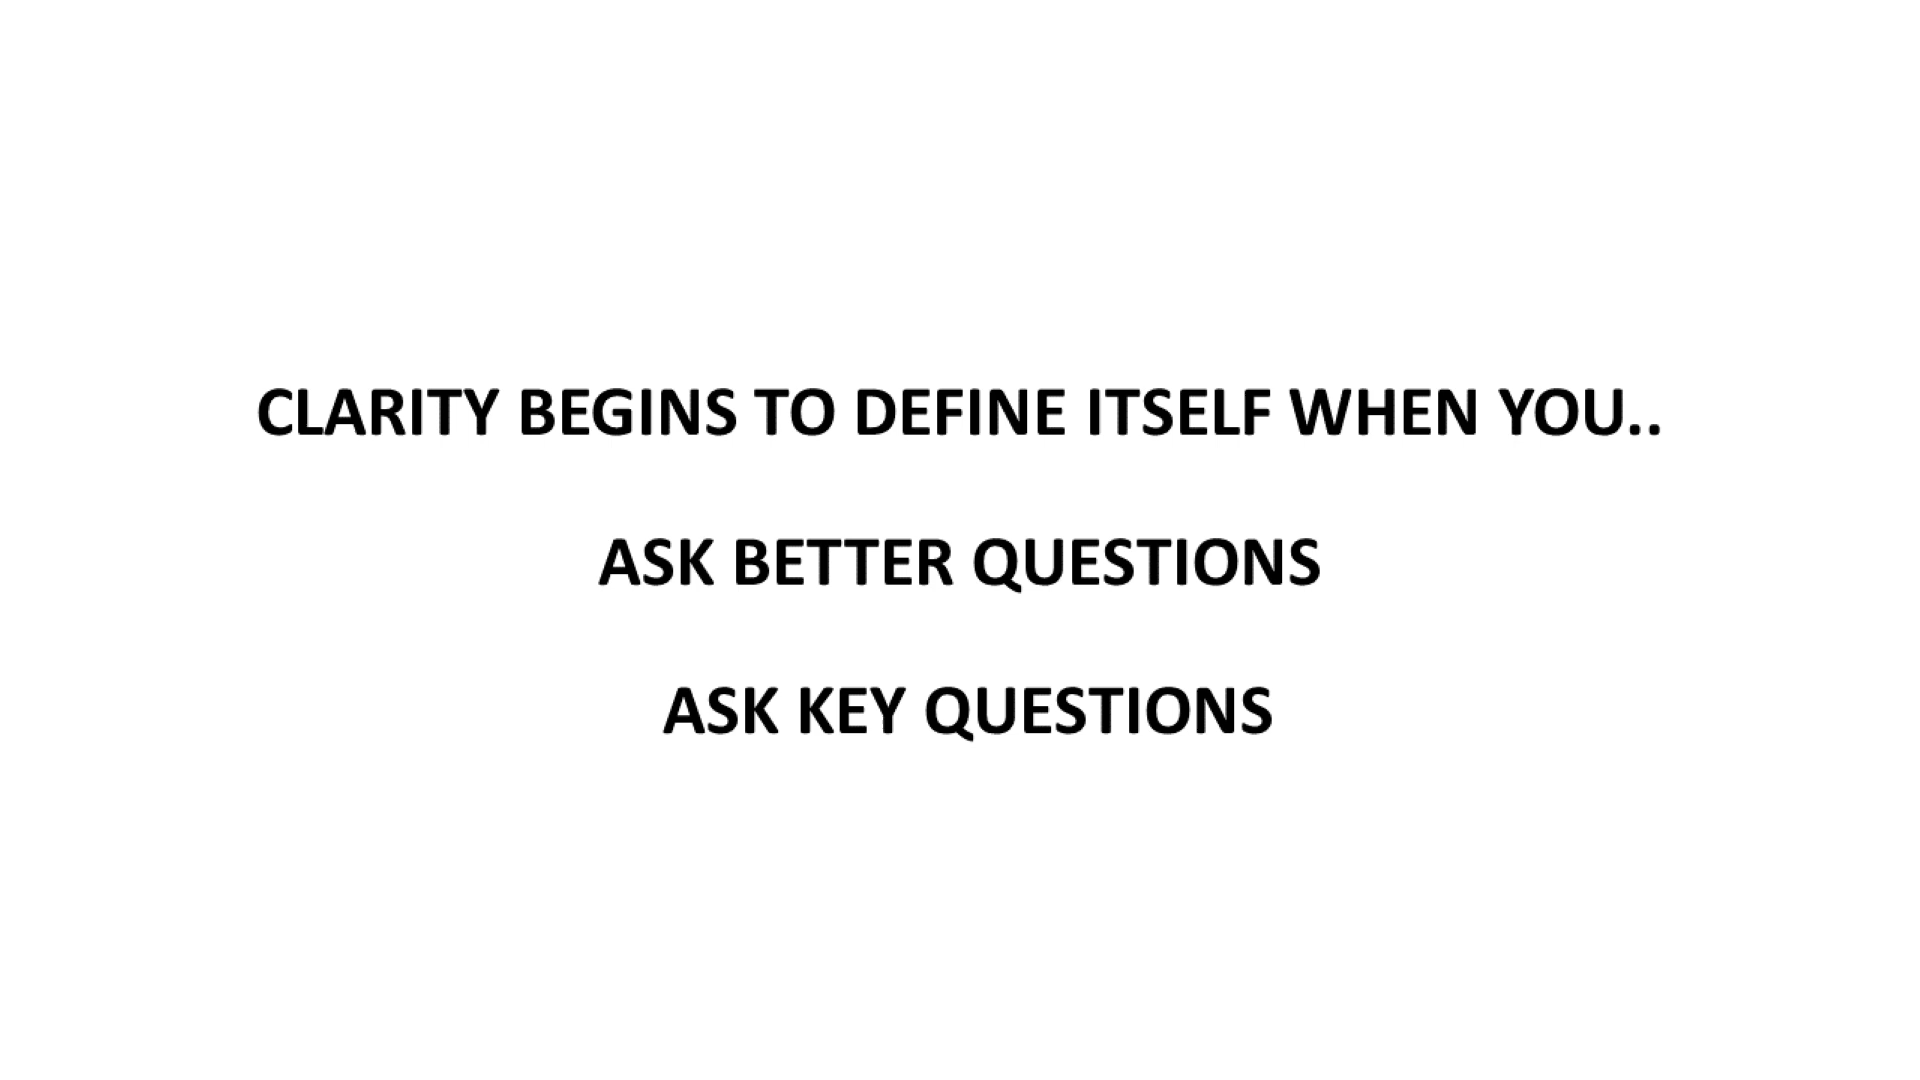 CLARITY BEGINS TO DEFINE ITSELF WHEN YOU..
ASK BETTER QUESTIONS
ASK KEY QUESTIONS